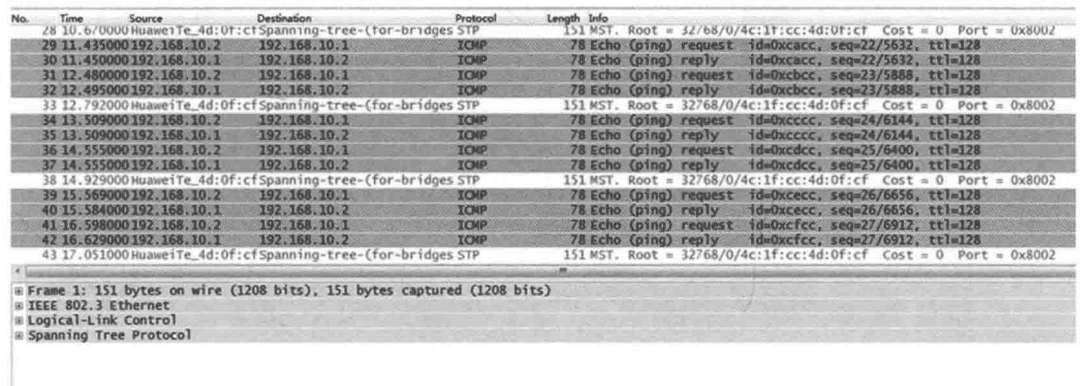 No. Time Source Destination Protocol Length Info
28 10.670000 HuaweiTe_4d:0f:cf Spanning-tree-(for-bridges STP 151 MST. Root = 32768/0/4c:1f:cc:4d:0f:cf Cost = 0 Port = 0x8002
29 11.435000 192.168.10.2 192.168.10.1 ICMP 78 Echo (ping) request id=0xcacc, seq=22/5632, ttl=128
30 11.450000 192.168.10.1 192.168.10.2 ICMP 78 Echo (ping) reply id=0xcacc, seq=22/5632, ttl=128
31 12.480000 192.168.10.2 192.168.10.1 ICMP 78 Echo (ping) request id=0xcbcc, seq=23/5888, ttl=128
32 12.495000 192.168.10.1 192.168.10.2 ICMP 78 Echo (ping) reply id=0xcbcc, seq=23/5888, ttl=128
33 12.792000 HuaweiTe_4d:0f:cf Spanning-tree-(for-bridges STP 151 MST. Root = 32768/0/4c:1f:cc:4d:0f:cf Cost = 0 Port = 0x8002
34 13.509000 192.168.10.2 192.168.10.1 ICMP 78 Echo (ping) request id=0xcccc, seq=24/6144, ttl=128
35 13.509000 192.168.10.1 192.168.10.2 ICMP 78 Echo (ping) reply id=0xcccc, seq=24/6144, ttl=128
36 14.555000 192.168.10.2 192.168.10.1 ICMP 78 Echo (ping) request id=0xcdcc, seq=25/6400, ttl=128
37 14.555000 192.168.10.1 192.168.10.2 ICMP 78 Echo (ping) reply id=0xcdcc, seq=25/6400, ttl=128
38 14.929000 HuaweiTe_4d:0f:cf Spanning-tree-(for-bridges STP 151 MST. Root = 32768/0/4c:1f:cc:4d:0f:cf Cost = 0 Port = 0x8002
39 15.569000 192.168.10.2 192.168.10.1 ICMP 78 Echo (ping) request id=0xcecc, seq=26/6656, ttl=128
40 15.584000 192.168.10.1 192.168.10.2 ICMP 78 Echo (ping) reply id=0xcecc, seq=26/6656, ttl=128
41 16.598000 192.168.10.2 192.168.10.1 ICMP 78 Echo (ping) request id=0xcfcc, seq=27/6912, ttl=128
42 16.629000 192.168.10.1 192.168.10.2 ICMP 78 Echo (ping) reply id=0xcfcc, seq=27/6912, ttl=128
43 17.051000 HuaweiTe_4d:0f:cf Spanning-tree-(for-bridges STP 151 MST. Root = 32768/0/4c:1f:cc:4d:0f:cf Cost = 0 Port = 0x8002
Frame 1: 151 bytes on wire (1208 bits), 151 bytes captured (1208 bits)
IEEE 802.3 Ethernet
Logical-Link Control
Spanning Tree Protocol